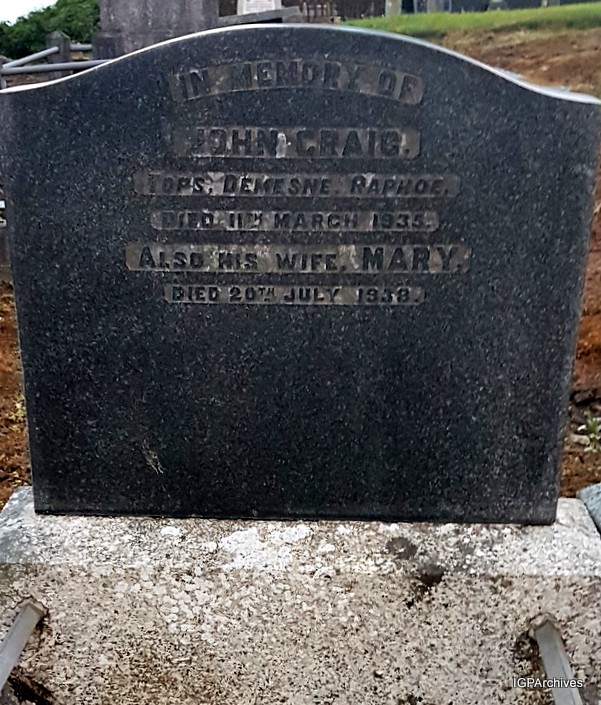 IN MEMORY OF
JOHN CRAIG.
TOPS, DEMESNE, RAPHOE,
DIED 11TH MARCH 1935.
ALSO HIS WIFE, MARY.
DIED 20TH JULY 1938.
IGPArchives